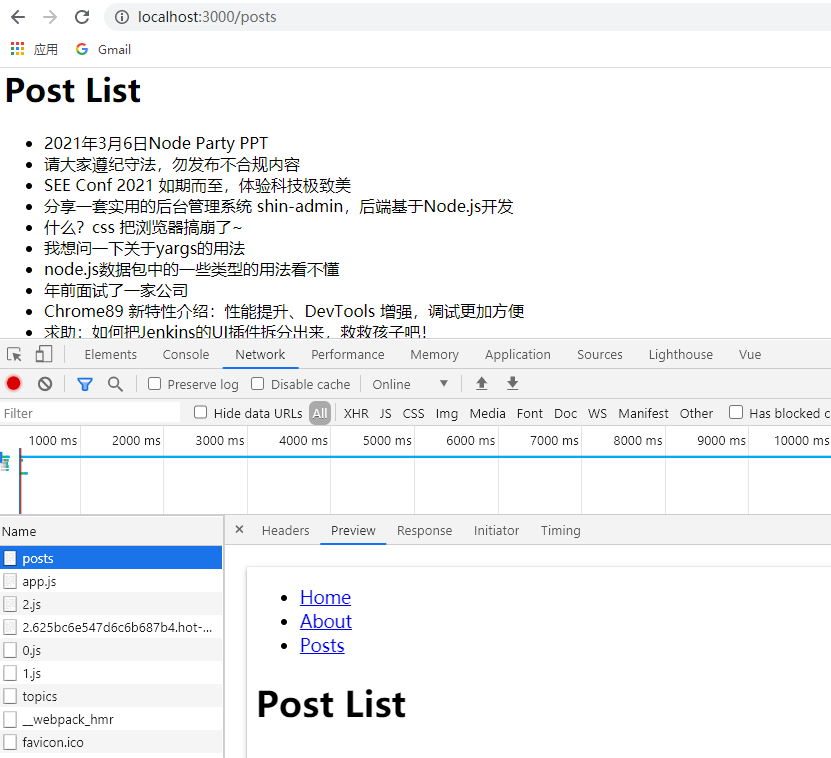 localhost:3000/posts
应用 Gmail
Post List
2021年3月6日Node Party PPT
请大家遵纪守法，勿发布不合规内容
SEE Conf 2021 如期而至，体验科技极致美
分享一套实用的后台管理系统 shin-admin，后端基于Node.js开发
什么？css 把浏览器搞崩了~
我想问一下关于yargs的用法
node.js数据包中的一些类型的用法看不懂
年前面试了一家公司
Chrome89 新特性介绍：性能提升、DevTools 增强，调试更加方便
求助：如何把Jenkins的UI插件拆分出来，救救孩子吧！
Elements Console Network Performance Memory Application Sources Lighthouse Vue
Preserve log Disable cache Online
Filter Hide data URLs All XHR JS CSS Img Media Font Doc WS Manifest Other Has blocked c
1000 ms 2000 ms 3000 ms 4000 ms 5000 ms 6000 ms 7000 ms 8000 ms 9000 ms 10000 ms
Name
posts
app.js
2.js
2.625bc6e547d6c6b687b4.hot-...
0.js
1.js
topics
__webpack_hmr
favicon.ico
× Headers Preview Response Initiator Timing
Home
About
Posts
Post List